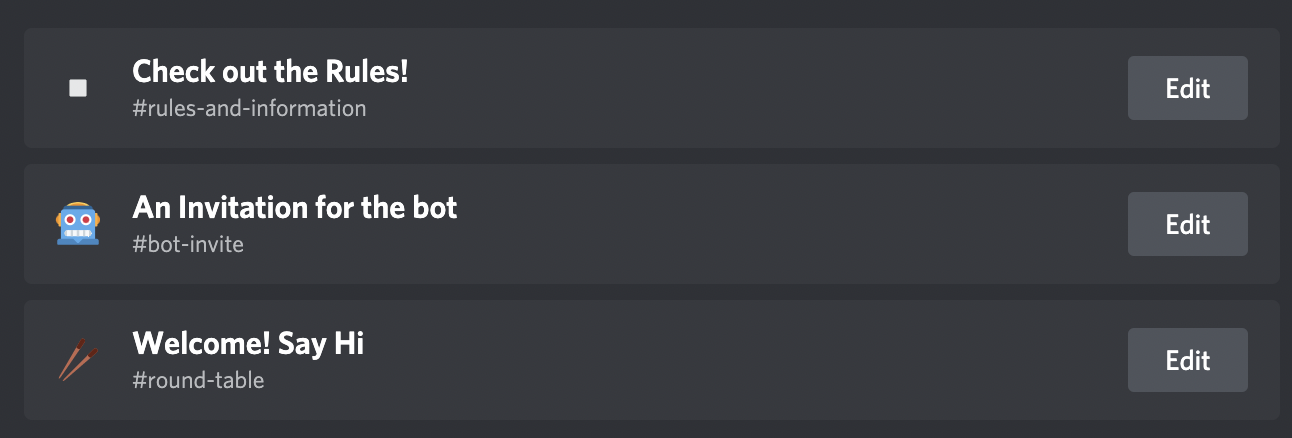 Check out the Rules!
#rules-and-information
Edit
An Invitation for the bot
#bot-invite
Edit
Welcome! Say Hi
#round-table
Edit